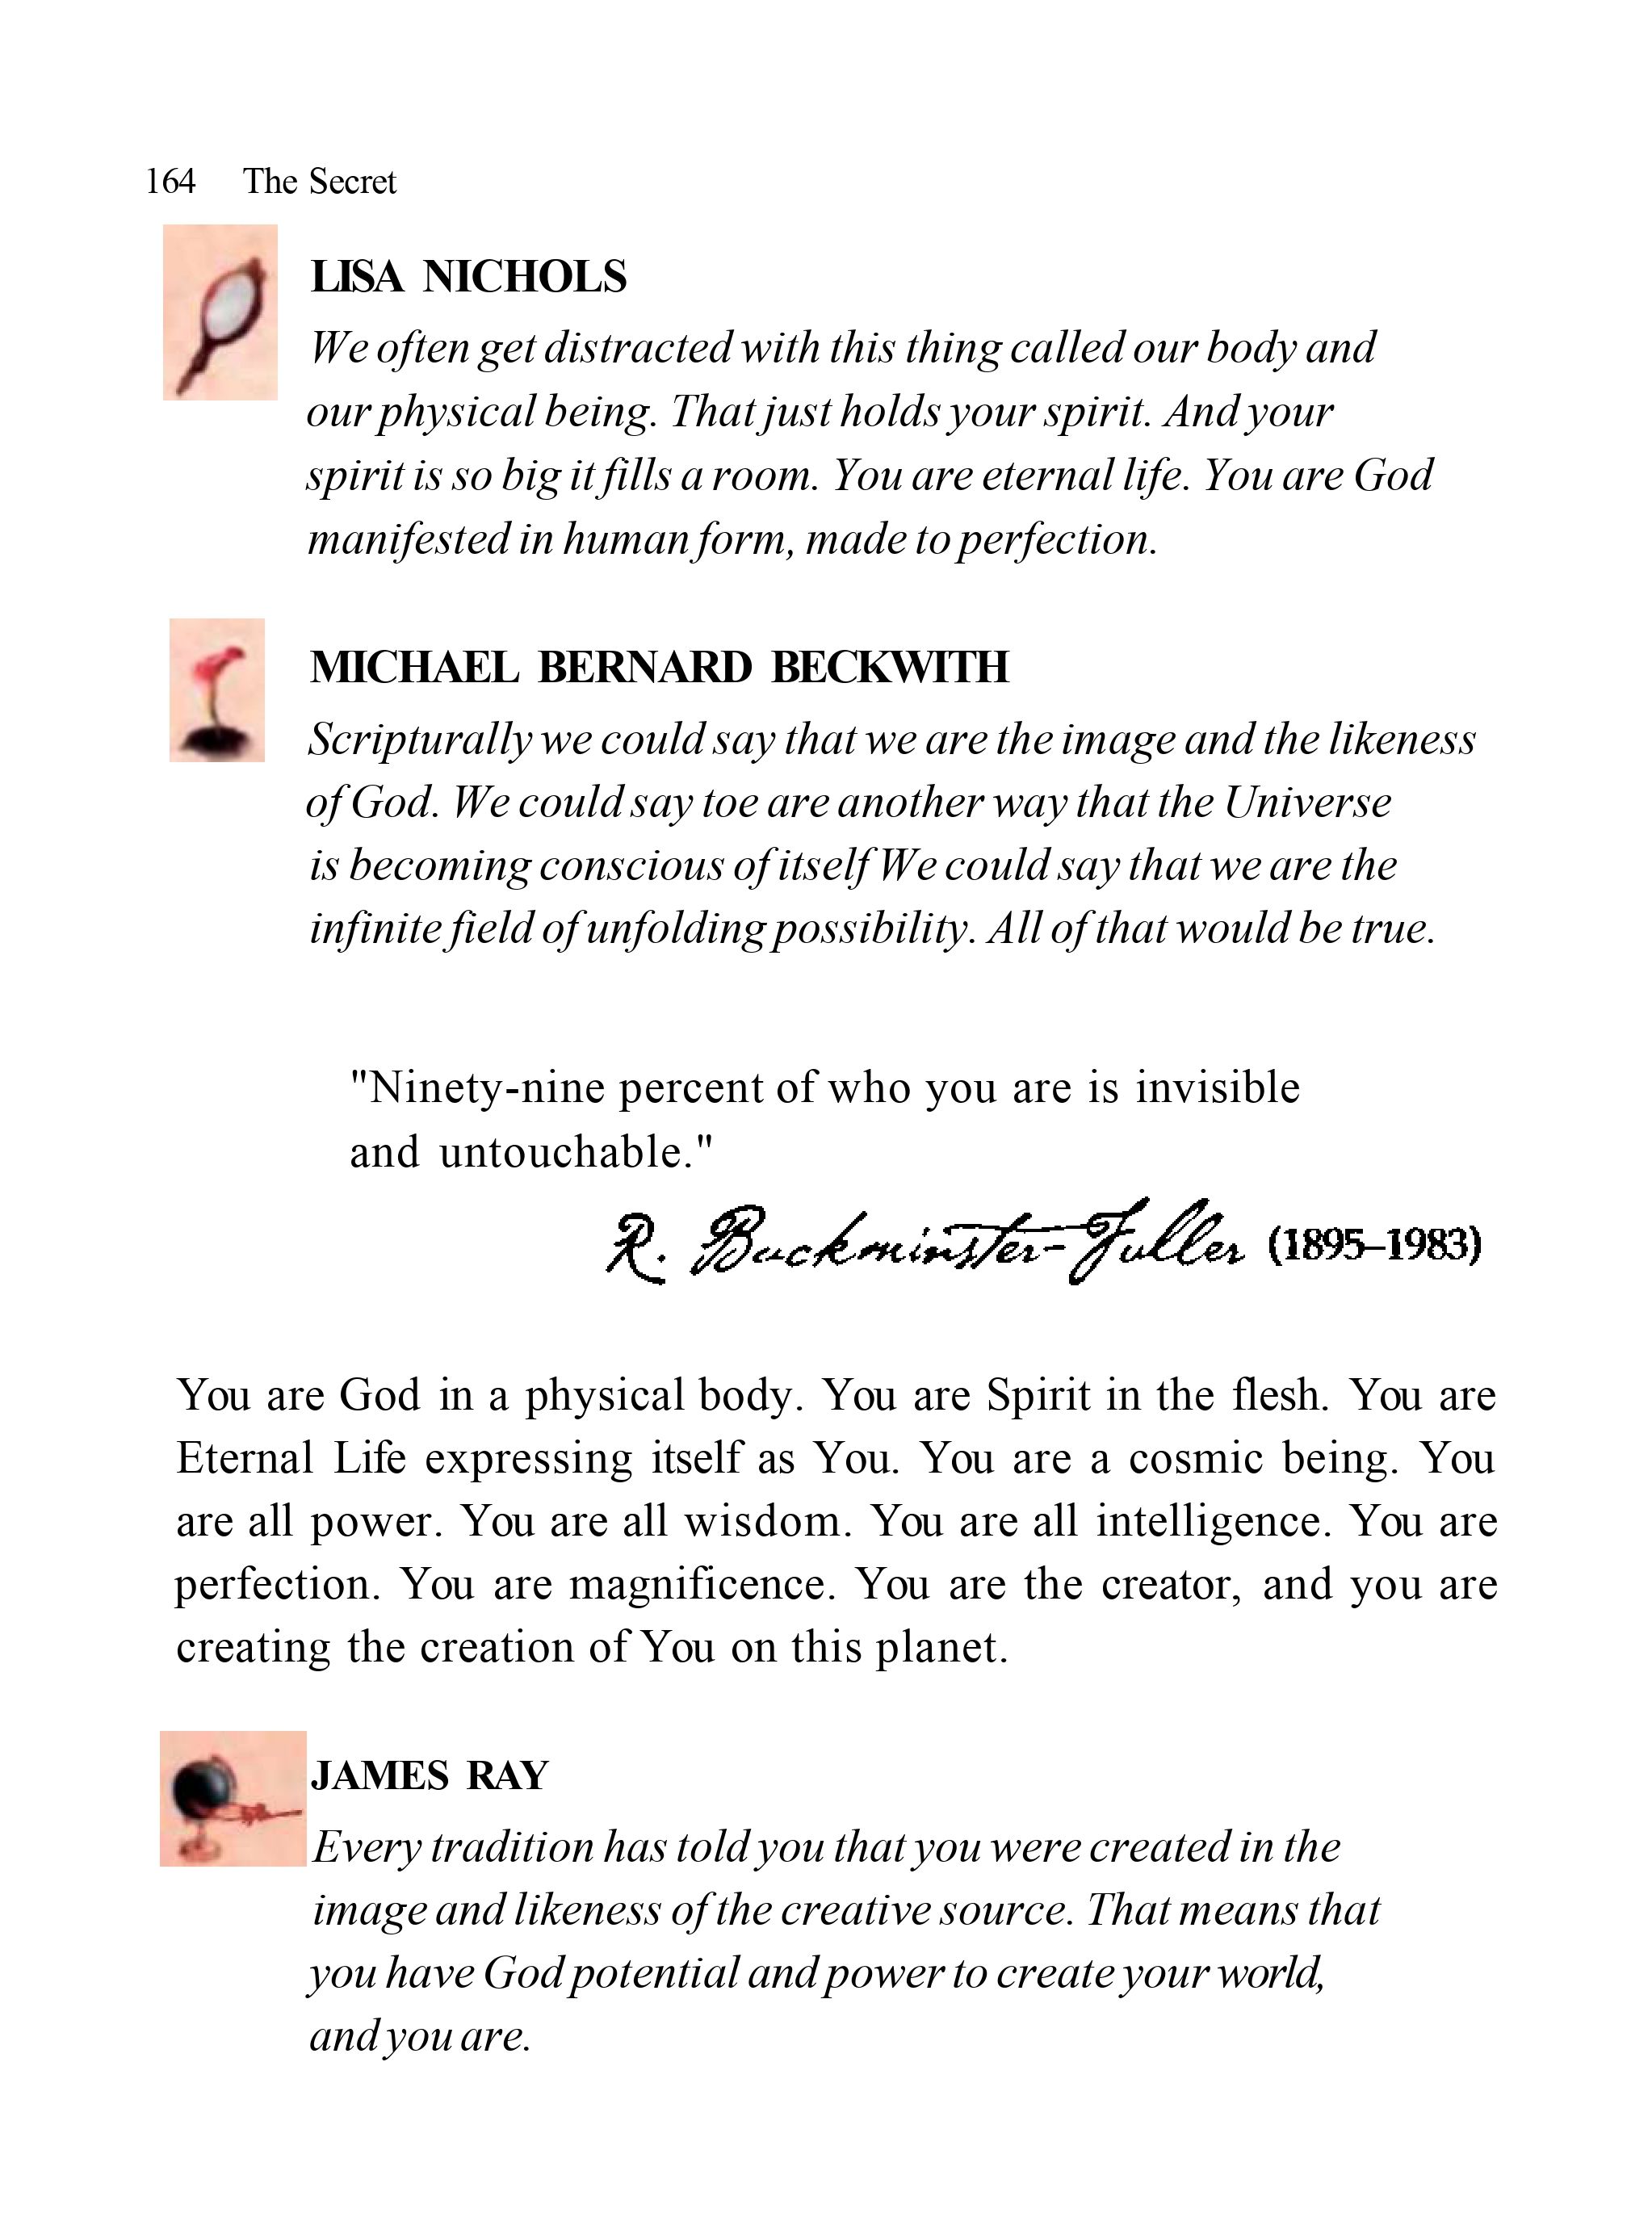 164 The Secret
LISA NICHOLS
We often get distracted with this thing called our body and
our physical being. That just holds your spirit. And your
spirit is so big it fills a room. You are eternal life. You are God
manifested in human form, made to perfection.
MICHAEL BERNARD BECKWITH
Scripturally we could say that we are the image and the likeness
of God. We could say toe are another way that the Universe
is becoming conscious of itself We could say that we are the
infinite field of unfolding possibility. All of that would be true.
"Ninety-nine percent of who you are is invisible
and untouchable."
R. Buckminster-Fuller (1895–1983)
You are God in a physical body. You are Spirit in the flesh. You are
Eternal Life expressing itself as You. You are a cosmic being. You
are all power. You are all wisdom. You are all intelligence. You are
perfection. You are magnificence. You are the creator, and you are
creating the creation of You on this planet.
JAMES RAY
Every tradition has told you that you were created in the
image and likeness of the creative source. That means that
you have God potential and power to create your world,
and you are.